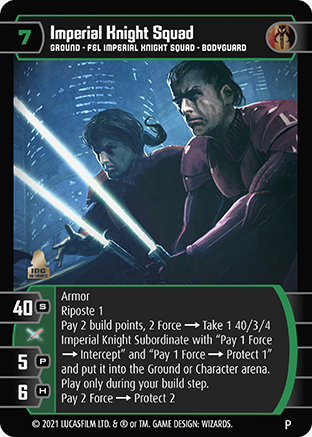 7
Imperial Knight Squad
GROUND - FEL IMPERIAL KNIGHT SQUAD - BODYGUARD
40 S
5 P
6 H
Armor
Riposte 1
Pay 2 build points, 2 Force → Take 1 40/3/4
Imperial Knight Subordinate with “Pay 1 Force
→ Intercept” and “Pay 1 Force → Protect 1”
and put it into the Ground or Character arena.
Play only during your build step.
Pay 2 Force → Protect 2
© 2021 LUCASFILM LTD. & ® or TM. GAME DESIGN: WIZARDS.
P